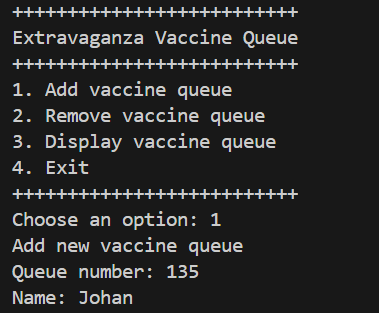 ++++++++++++++++++++++++++
Extravaganza Vaccine Queue
++++++++++++++++++++++++++
1. Add vaccine queue
2. Remove vaccine queue
3. Display vaccine queue
4. Exit
++++++++++++++++++++++++++
Choose an option: 1
Add new vaccine queue
Queue number: 135
Name: Johan